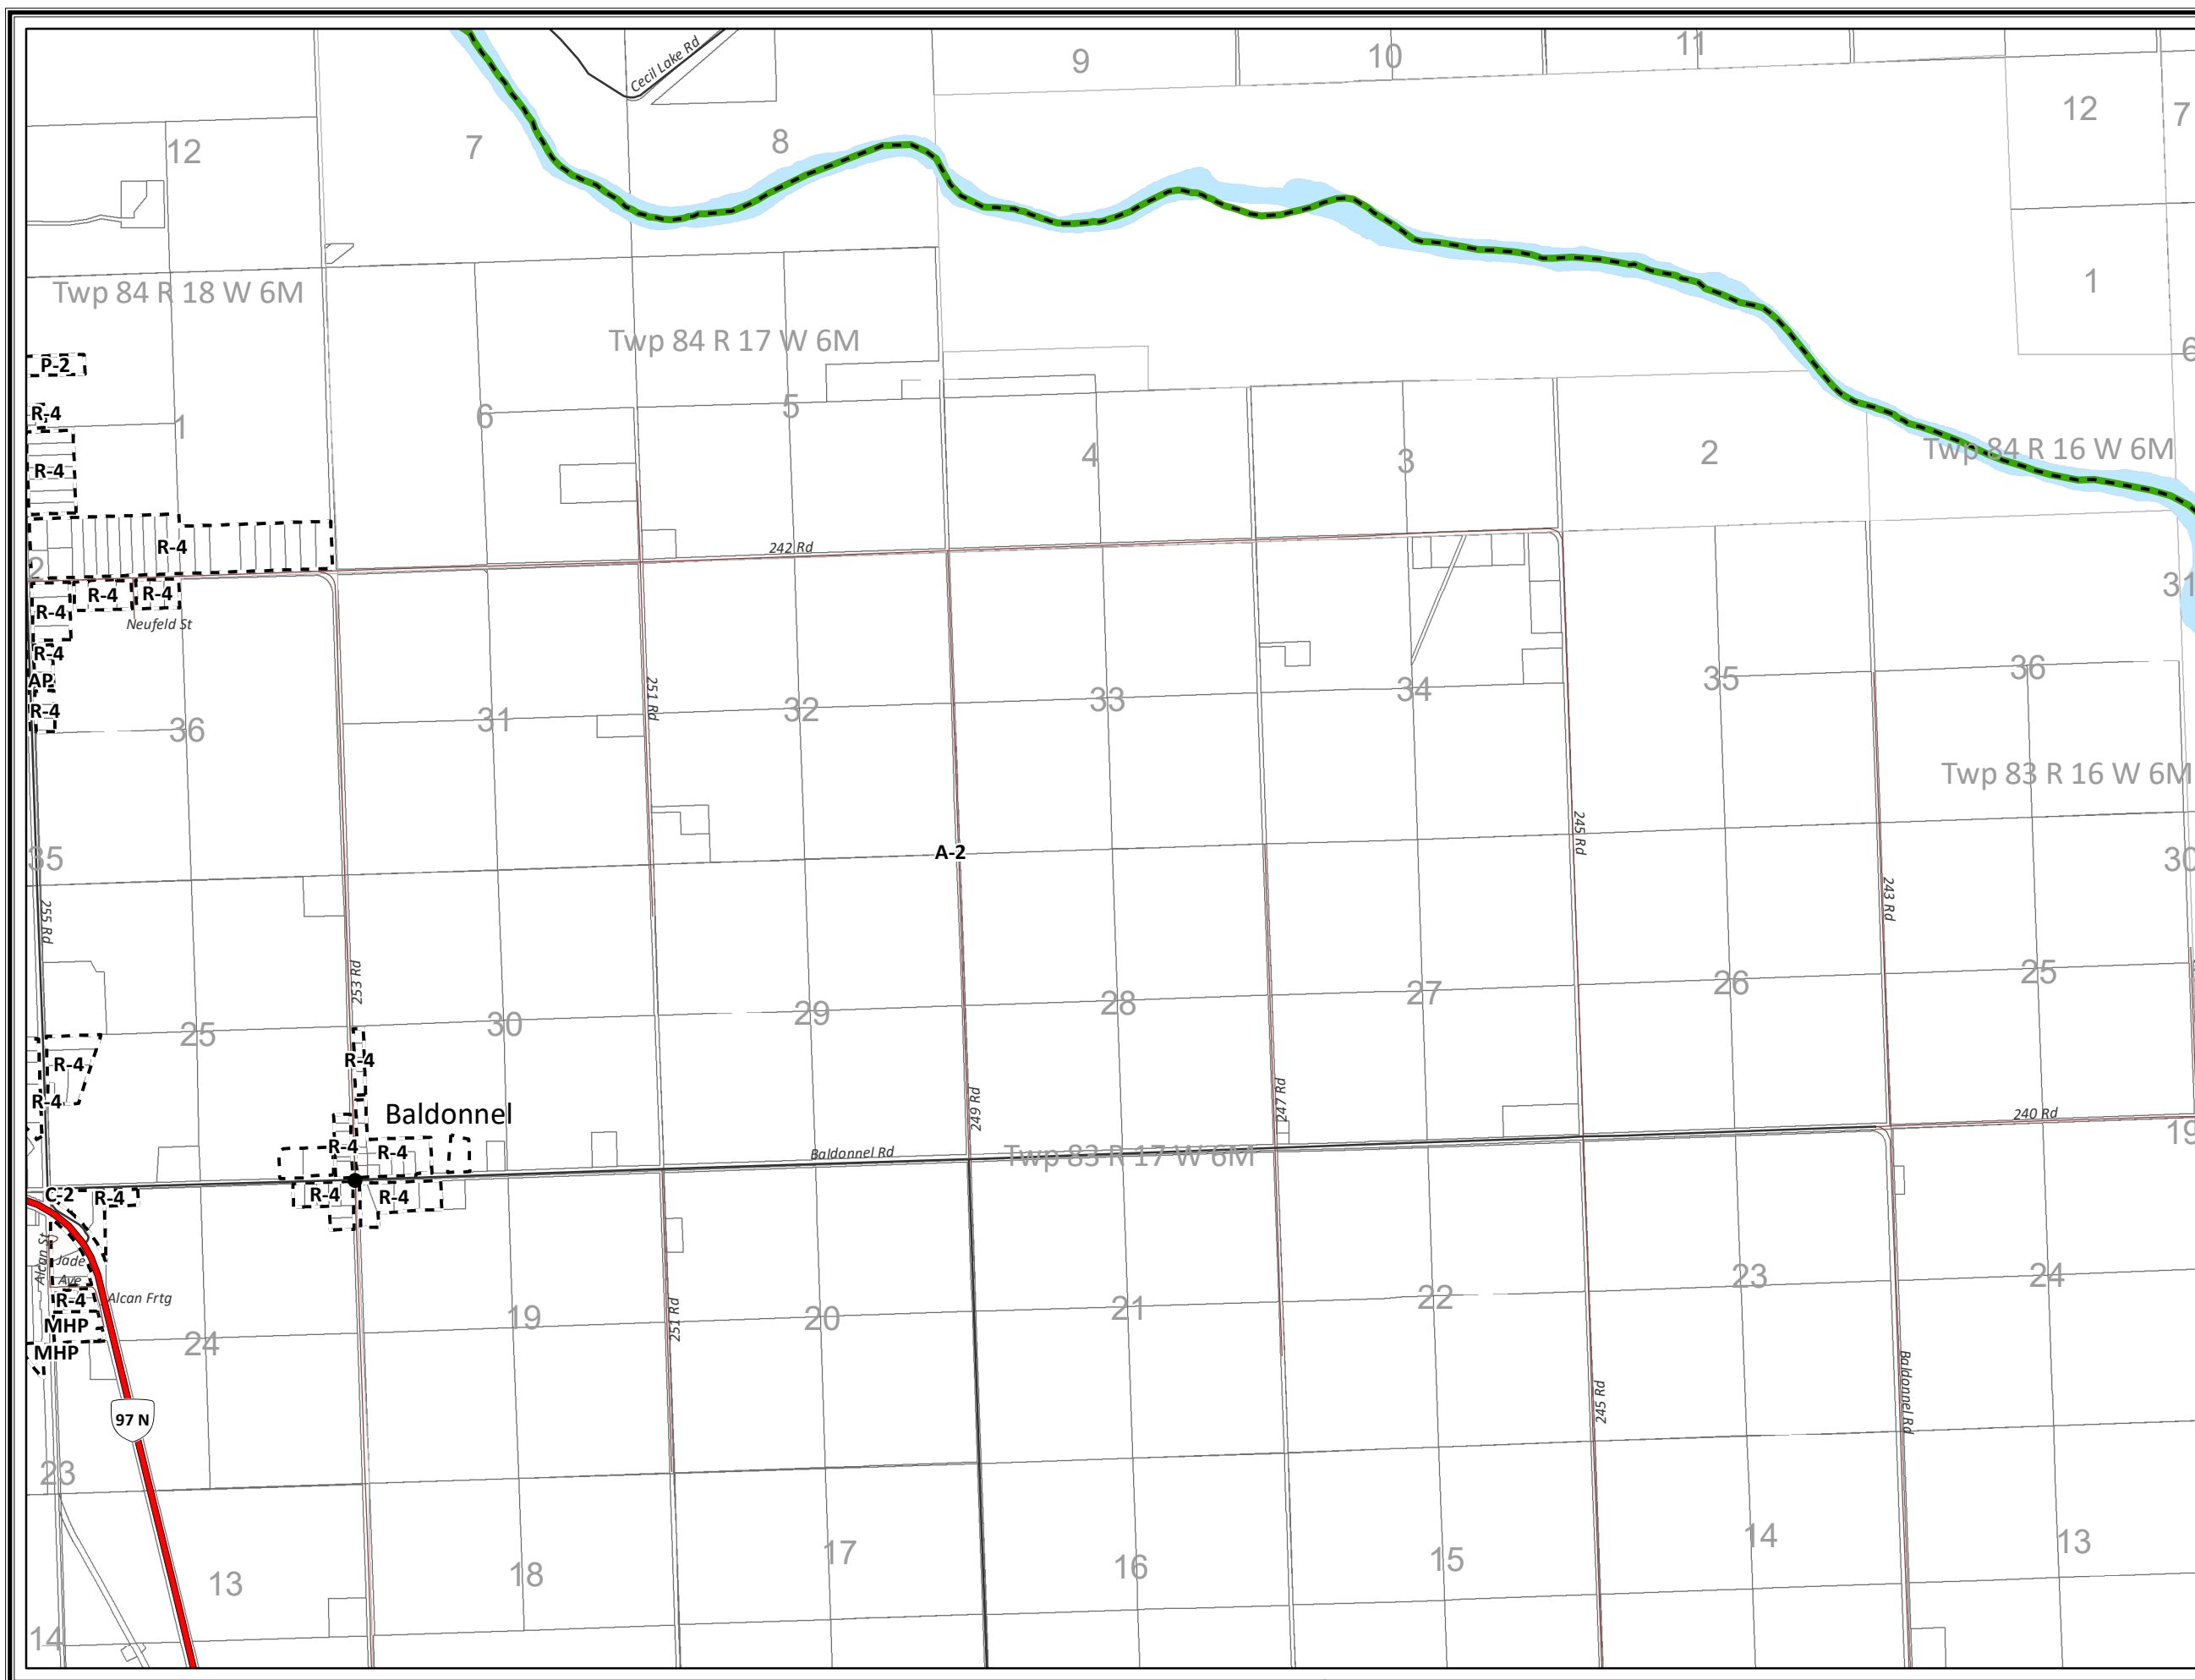 Cecil Lake Rd
9
10
11
12
7
8
12
7
1
Twp 84 R 18 W 6M
Twp 84 R 17 W 6M
6
P-2
R-4
1
6
5
4
3
2
Twp 84 R 16 W 6M
R-4
R-4
242 Rd
2
R-4
R-4
R-4
31
Neufeld St
R-4
AP
R-4
36
31
251 Rd
32
33
34
35
36
Twp 83 R 16 W 6M
35
A-2
245 Rd
30
255 Rd
243 Rd
253 Rd
25
30
29
28
27
26
25
R-4
R-4
R-4
Baldonnel
249 Rd
247 Rd
240 Rd
R-4
R-4
Baldonnel Rd
Twp 83 R 17 W 6M
19
C-2
R-4
R-4
R-4
Alcan St
Jade
Ave
R-4
Alcan Frtg
MHP
MHP
24
19
251 Rd
20
21
22
23
24
97 N
245 Rd
Baldonnel Rd
23
13
18
17
16
15
14
13
14